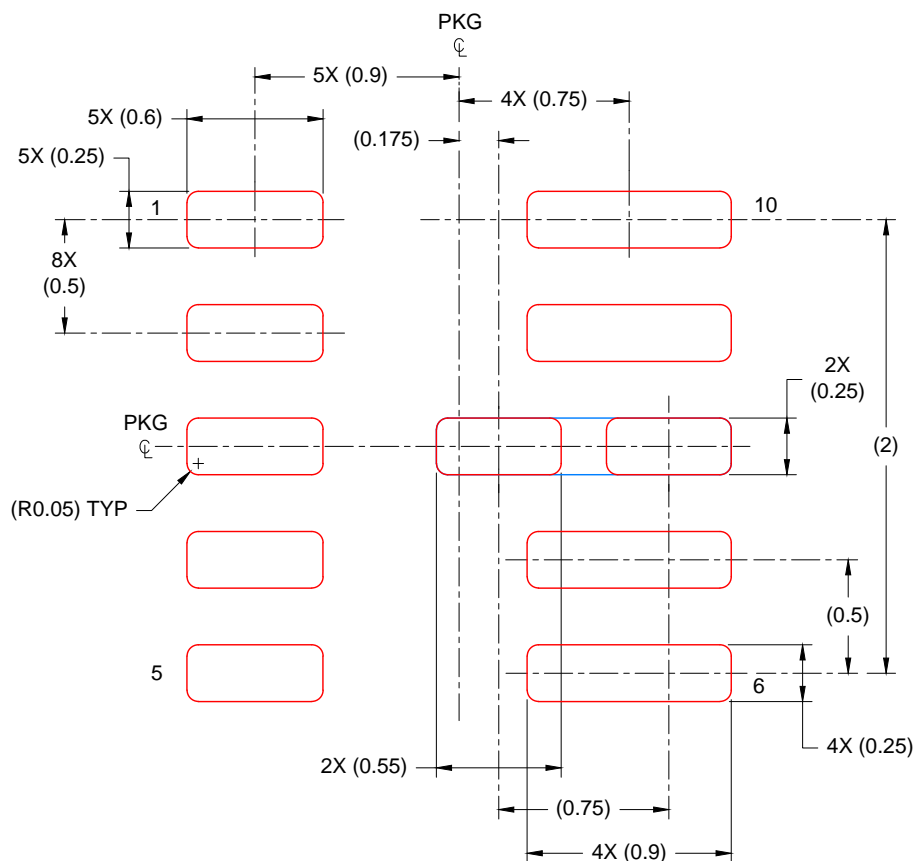 PKG
℄
5X (0.9)
4X (0.75)
5X (0.6)
(0.175)
5X (0.25)
1
10
8X
(0.5)
2X
(0.25)
PKG
℄
(2)
(R0.05) TYP
(0.5)
5
6
4X (0.25)
2X (0.55)
(0.75)
4X (0.9)